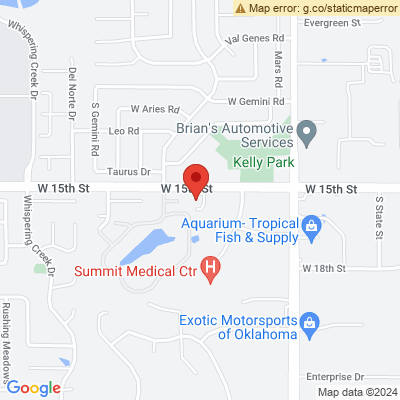 Map error: g.co/staticmaperror
Evergreen St
Whispering Creek Dr
Val Genes Rd
Mars Rd
Del Norte Dr
S Gemini Rd
W Aries Rd
W Gemini Rd
Leo Rd
Brian's Automotive
Services
Kelly Park
Taurus Dr
W 15th St
W 15th St
W 15th St
Whispering Creek Dr
S State St
Aquarium- Tropical
Fish & Supply
W 18th St
Summit Medical Ctr
H
Exotic Motorsports
of Oklahoma
Rushing Meadows
Enterprise Dr
Google
Map data ©2024